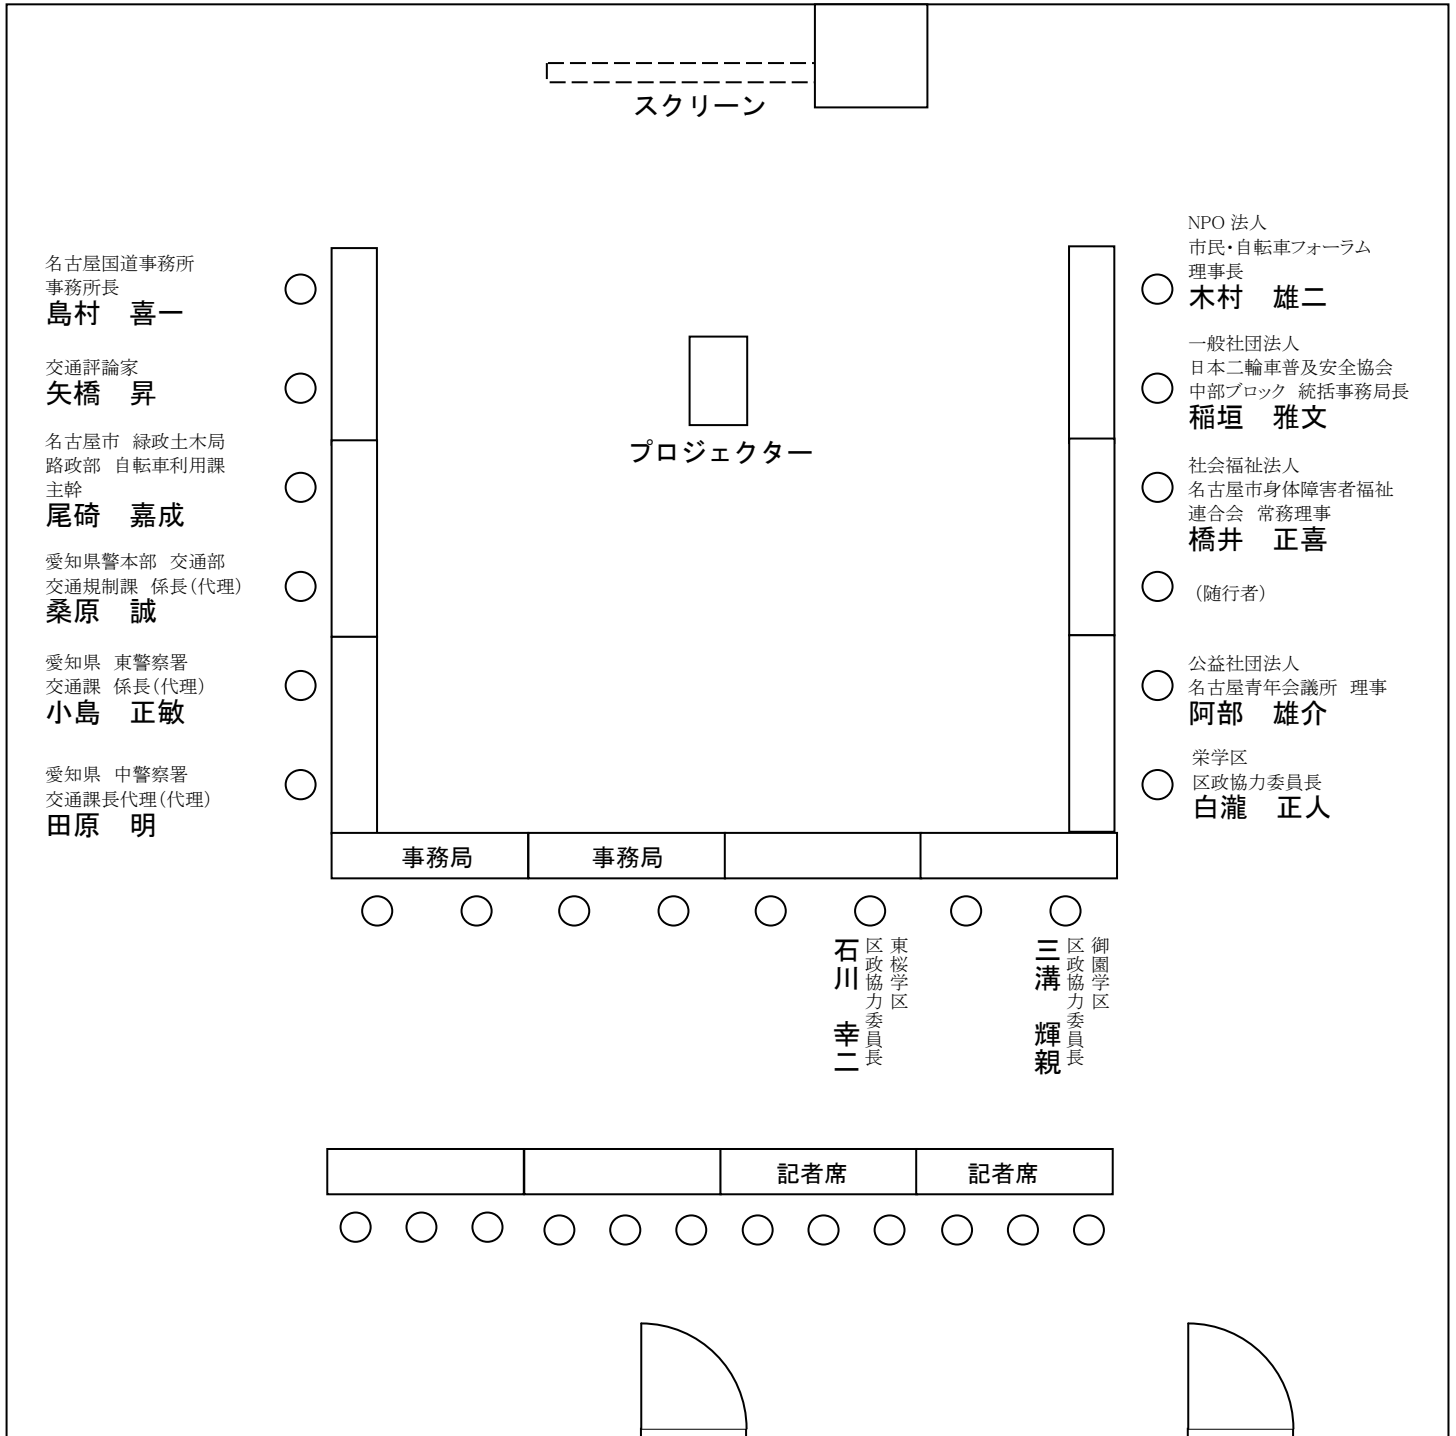 スクリーン
名古屋国道事務所
事務所長
島村　喜一
交通評論家
矢橋　昇
名古屋市 緑政土木局
路政部 自転車利用課
主幹
尾碕　嘉成
愛知県警本部 交通部
交通規制課 係長(代理)
桑原　誠
愛知県 東警察署
交通課 係長(代理)
小島　正敏
愛知県 中警察署
交通課長代理(代理)
田原　明
プロジェクター
NPO 法人
市民・自転車フォーラム
理事長
木村　雄二
一般社団法人
日本二輪車普及安全協会
中部ブロック 統括事務局長
稲垣　雅文
社会福祉法人
名古屋市身体障害者福祉
連合会 常務理事
橋井　正喜
(随行者)
公益社団法人
名古屋青年会議所 理事
阿部　雄介
栄学区
区政協力委員長
白瀧　正人
事務局
事務局
東桜学区
区政協力委員長
石川　幸二
御園学区
区政協力委員長
三溝　輝親
記者席
記者席